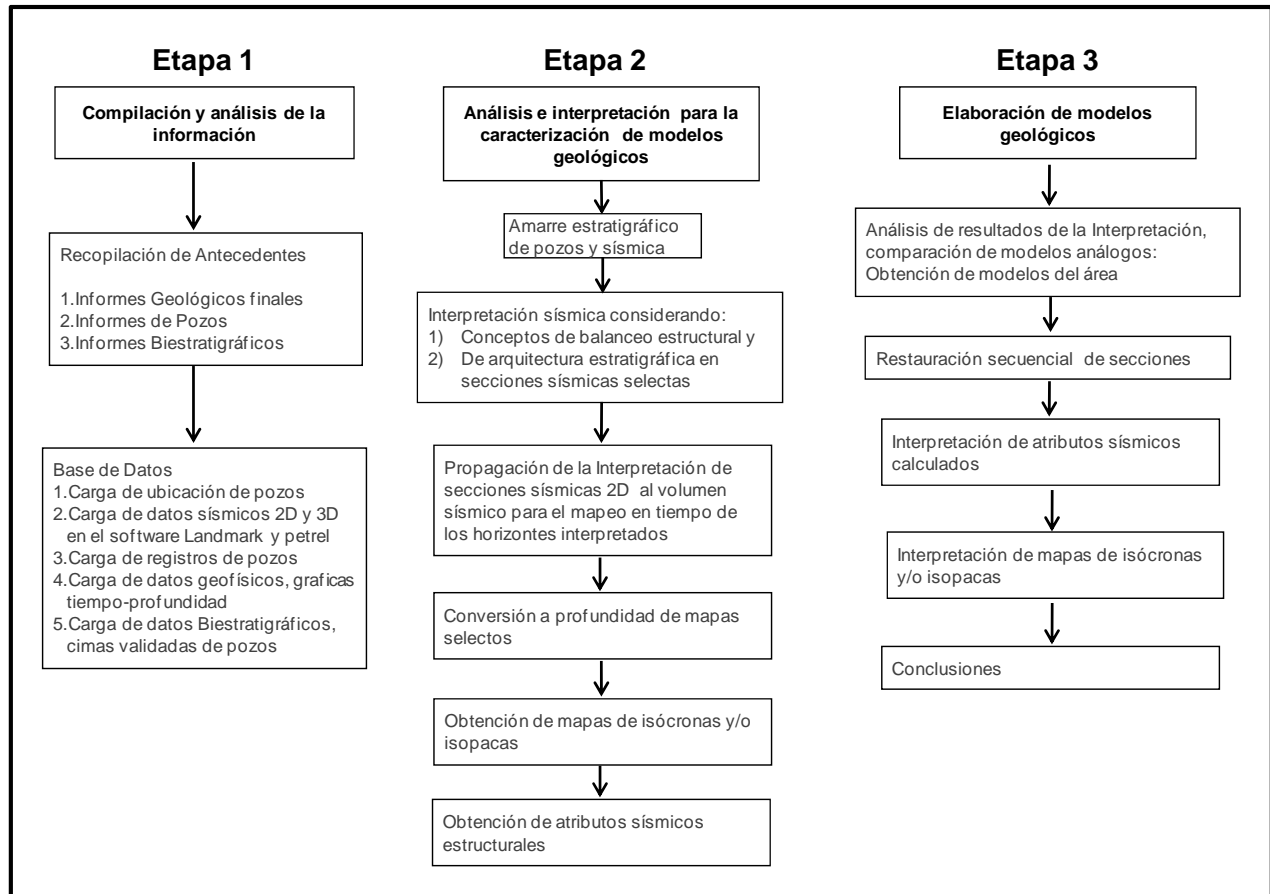 Etapa 1
Compilación y análisis de la
información
Recopilación de Antecedentes
1.Informes Geológicos finales
2.Informes de Pozos
3.Informes Biestratigráficos
Base de Datos
1.Carga de ubicación de pozos
2.Carga de datos sísmicos 2D y 3D
en el software Landmark y petrel
3.Carga de registros de pozos
4.Carga de datos geofísicos, graficas
tiempo-profundidad
5.Carga de datos Biestratigráficos,
cimas validadas de pozos
Etapa 2
Análisis e interpretación para la
caracterización de modelos
geológicos
Amarre estratigráfico
de pozos y sísmica
Interpretación sísmica considerando:
1) Conceptos de balanceo estructural y
2) De arquitectura estratigráfica en
secciones sísmicas selectas
Propagación de la Interpretación de
secciones sísmicas 2D al volumen
sísmico para el mapeo en tiempo de
los horizontes interpretados
Conversión a profundidad de mapas
selectos
Obtención de mapas de isócronas y/o
isopacas
Obtención de atributos sísmicos
estructurales
Etapa 3
Elaboración de modelos
geológicos
Análisis de resultados de la Interpretación,
comparación de modelos análogos:
Obtención de modelos del área
Restauración secuencial de secciones
Interpretación de atributos sísmicos
calculados
Interpretación de mapas de isócronas
y/o isopacas
Conclusiones